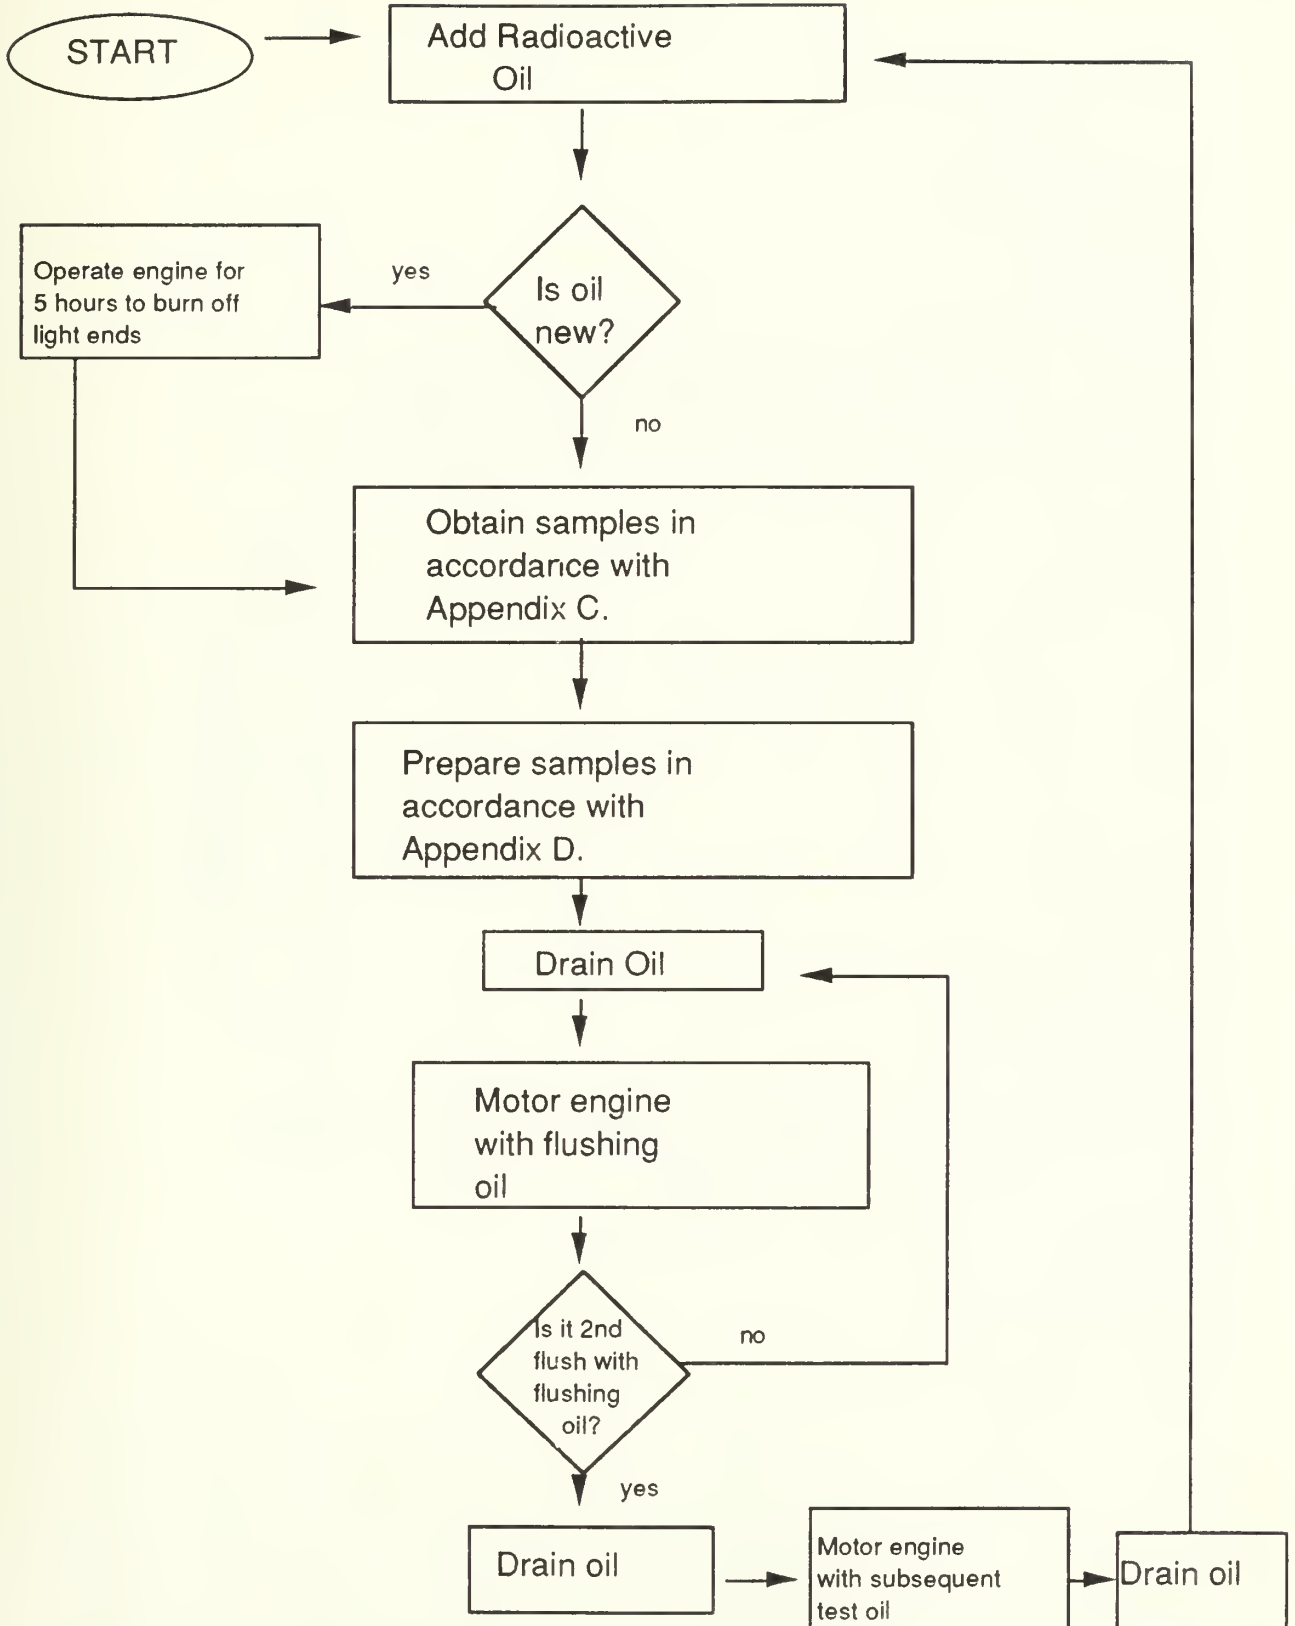 START
Add Radioactive
Oil
Is oil
new?
yes
Operate engine for
5 hours to burn off
light ends
no
Obtain samples in
accordance with
Appendix C.
Prepare samples in
accordance with
Appendix D.
Drain Oil
Motor engine
with flushing
oil
Is it 2nd
flush with
flushing
oil?
no
yes
Drain oil
Motor engine
with subsequent
test oil
Drain oil